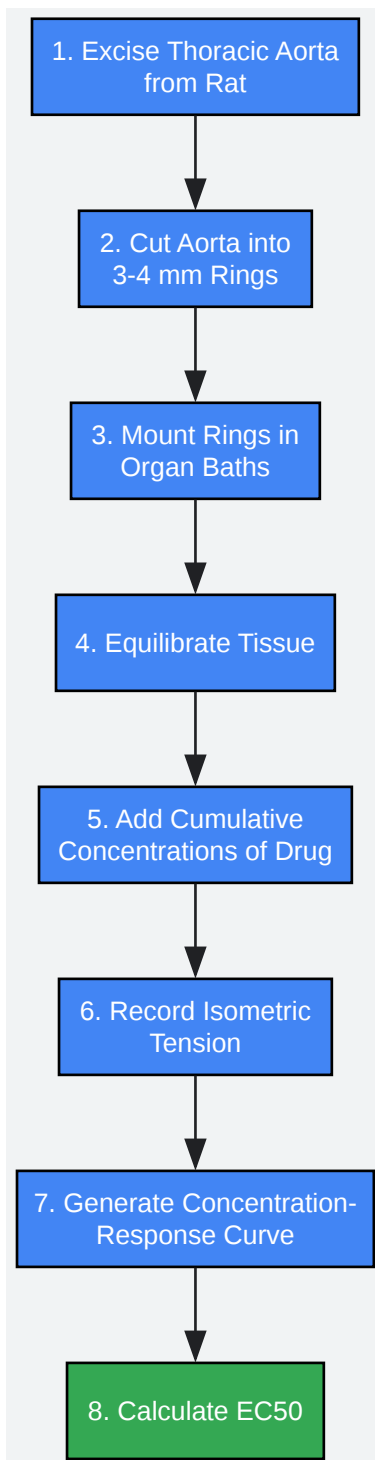 1. Excise Thoracic Aorta
from Rat
2. Cut Aorta into
3-4 mm Rings
3. Mount Rings in
Organ Baths
4. Equilibrate Tissue
5. Add Cumulative
Concentrations of Drug
6. Record Isometric
Tension
7. Generate Concentration-
Response Curve
8. Calculate EC50